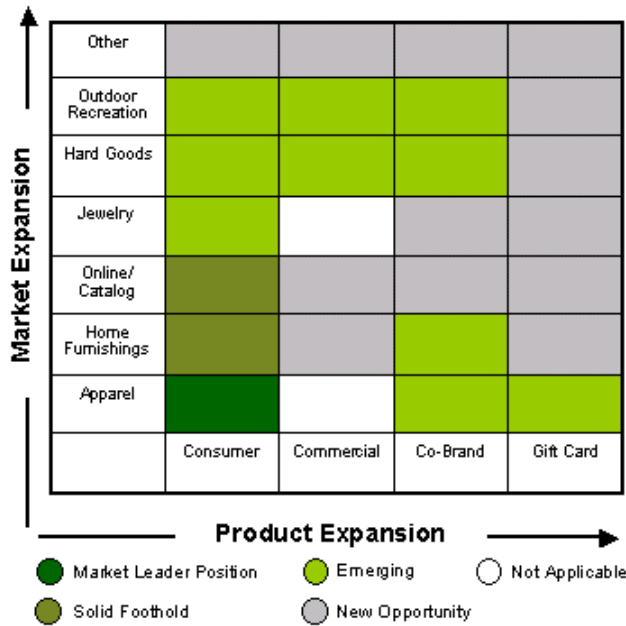 Other
Outdoor
Recreation
Hard Goods
Jewelry
Online/
Catalog
Home
Furnishings
Apparel
Consumer
Commercial
Co-Brand
Gift Card
Market Expansion
Product Expansion
Market Leader Position
Emerging
Not Applicable
Solid Foothold
New Opportunity